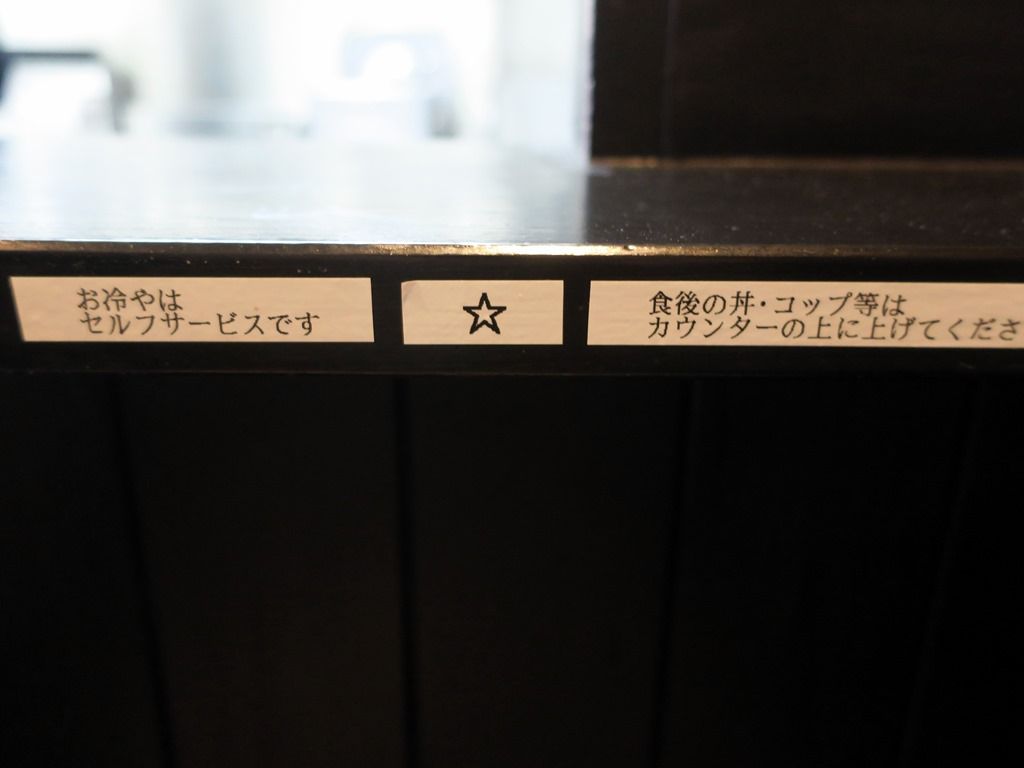 お冷やは
セルフサービスです
☆
食後の丼・コップ等は
カウンターの上に上げてくださ